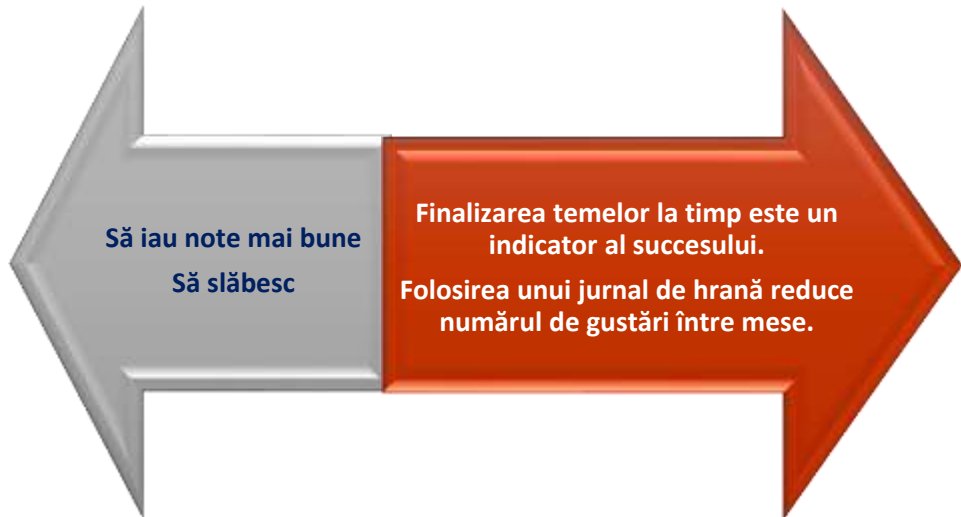 Să iau note mai bune
Să slăbesc
Finalizarea temelor la timp este un
indicator al succesului.
Folosirea unui jurnal de hrană reduce
numărul de gustări între mese.